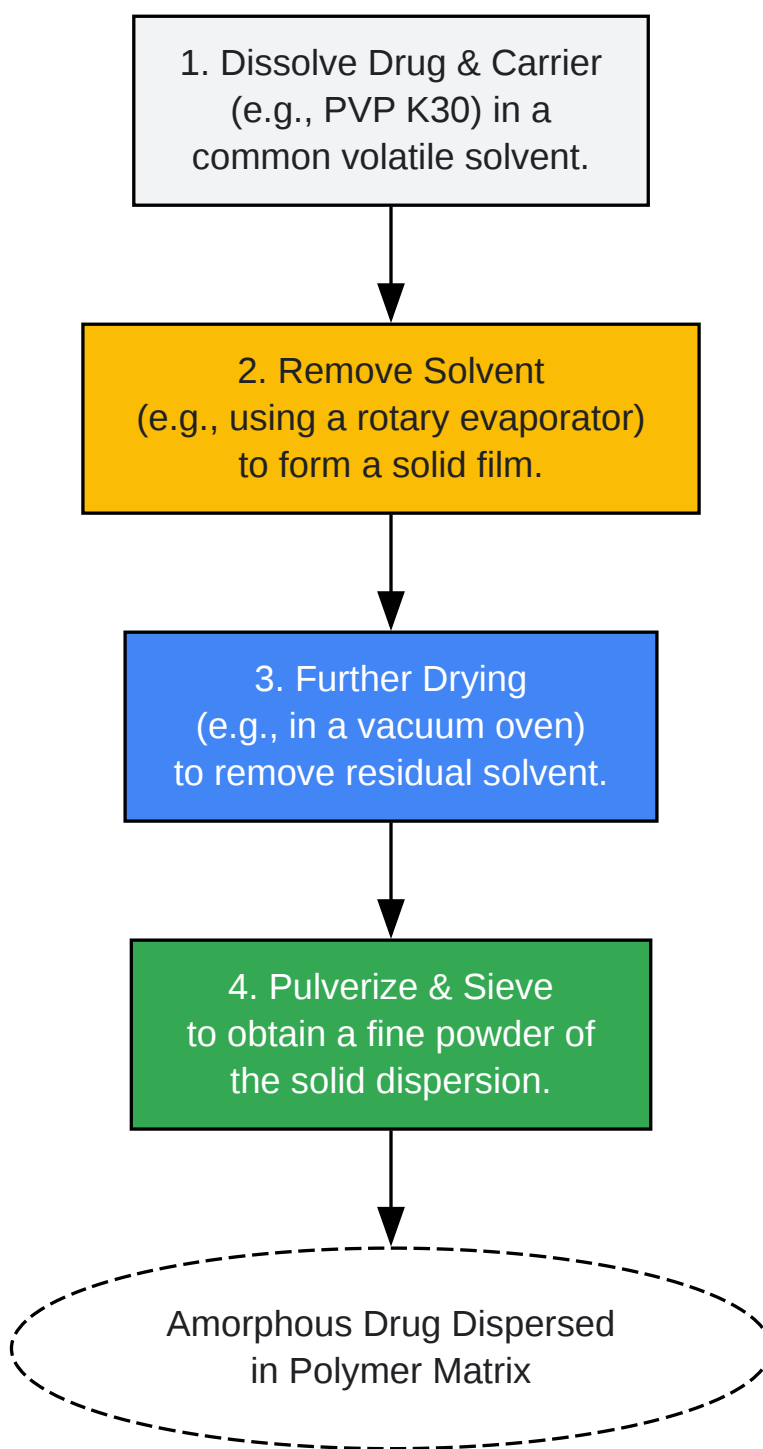 1. Dissolve Drug & Carrier
(e.g., PVP K30) in a
common volatile solvent.
2. Remove Solvent
(e.g., using a rotary evaporator)
to form a solid film.
3. Further Drying
(e.g., in a vacuum oven)
to remove residual solvent.
4. Pulverize & Sieve
to obtain a fine powder of
the solid dispersion.
Amorphous Drug Dispersed
in Polymer Matrix